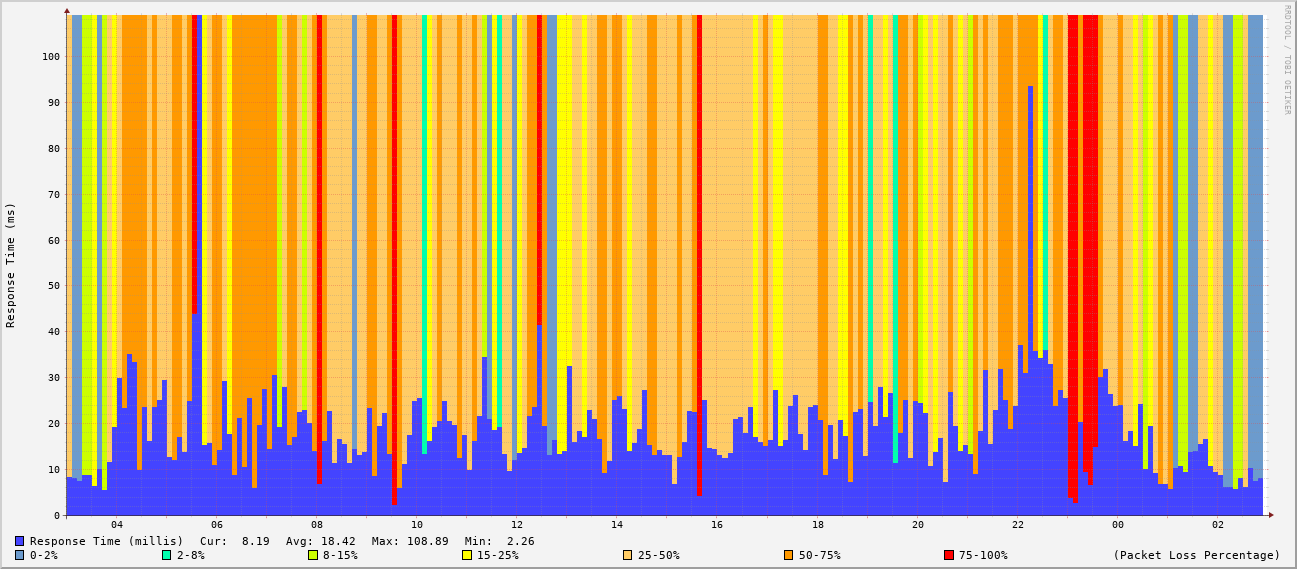 RRDTOOL / TOBI OETIKER
Response Time (ms)
100
90
80
70
60
50
40
30
20
10
0
04 06 08 10 12 14 16 18 20 22 00 02
Response Time (millis) Cur: 8.19 Avg: 18.42 Max: 108.89 Min: 2.26
0-2% 2-8% 8-15% 15-25% 25-50% 50-75% 75-100% (Packet Loss Percentage)